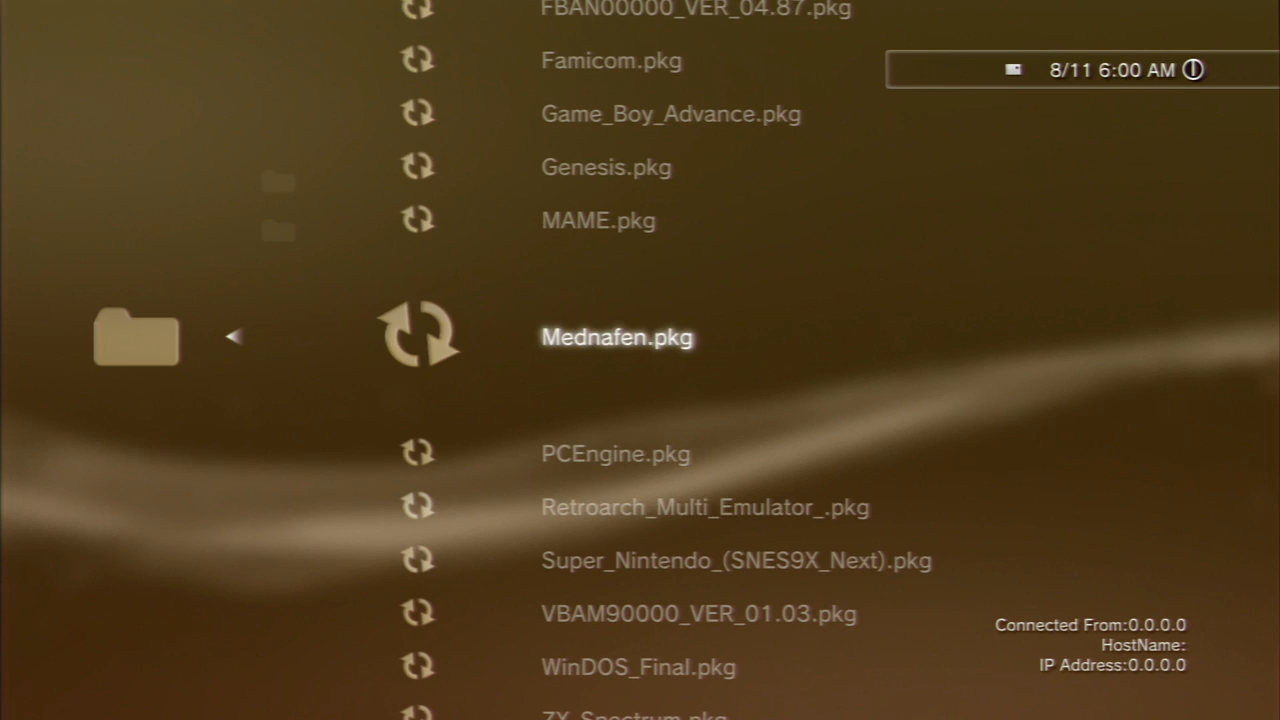 FBAN00000_VER_04.87.pkg
Famicom.pkg
8/11 6:00 AM
Game_Boy_Advance.pkg
Genesis.pkg
MAME.pkg
Mednafen.pkg
PCEngine.pkg
Retroarch_Multi_Emulator_.pkg
Super_Nintendo_(SNES9X_Next).pkg
VBAM90000_VER_01.03.pkg
WinDOS_Final.pkg
ZX_Spectrum.pkg
Connected From:0.0.0.0
HostName:
IP Address:0.0.0.0